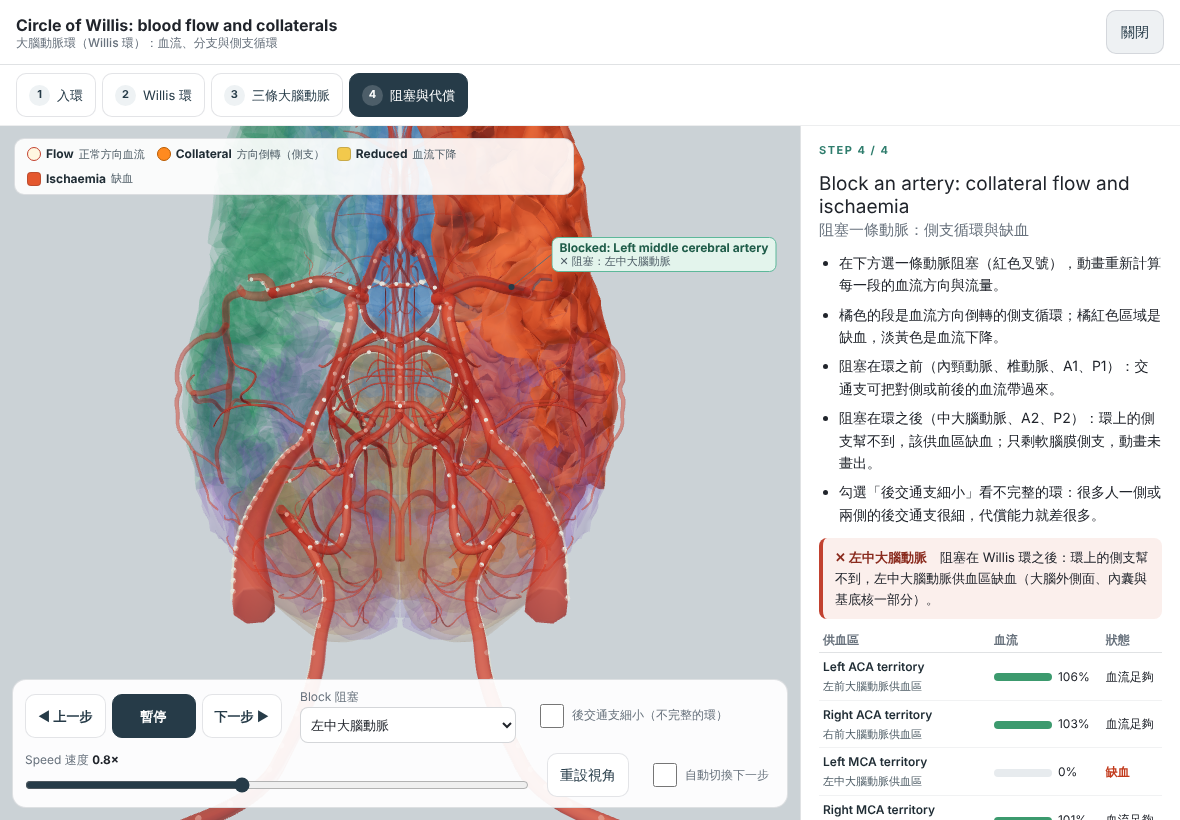 Circle of Willis: blood flow and collaterals
大腦動脈環（Willis 環）：血流、分支與側支循環
關閉
1 入環
2 Willis 環
3 三條大腦動脈
4 阻塞與代償
Flow 正常方向血流
Collateral 方向倒轉（側支）
Reduced 血流下降
Ischaemia 缺血
Blocked: Left middle cerebral artery
✕ 阻塞：左中大腦動脈
STEP 4 / 4
Block an artery: collateral flow and
ischaemia
阻塞一條動脈：側支循環與缺血
在下方選一條動脈阻塞（紅色叉號），動畫重新計算
每一段的血流方向與流量。
橘色的段是血流方向倒轉的側支循環；橘紅色區域是
缺血，淡黃色是血流下降。
阻塞在環之前（內頸動脈、椎動脈、A1、P1）：交
通支可把對側或前後的血流帶過來。
阻塞在環之後（中大腦動脈、A2、P2）：環上的側
支幫不到，該供血區缺血；只剩軟腦膜側支，動畫未
畫出。
勾選「後交通支細小」看不完整的環：很多人一側或
兩側的後交通支很細，代償能力就差很多。
✕ 左中大腦動脈 阻塞在 Willis 環之後：環上的側支幫
不到，左中大腦動脈供血區缺血（大腦外側面、內囊與
基底核一部分）。
供血區 血流 狀態
Left ACA territory
左前大腦動脈供血區
106% 血流足夠
Right ACA territory
右前大腦動脈供血區
103% 血流足夠
Left MCA territory
左中大腦動脈供血區
0% 缺血
Right MCA territory
101% 血流足夠
◀ 上一步
暫停
下一步 ▶
Block 阻塞
左中大腦動脈
後交通支細小（不完整的環）
Speed 速度 0.8×
重設視角
自動切換下一步